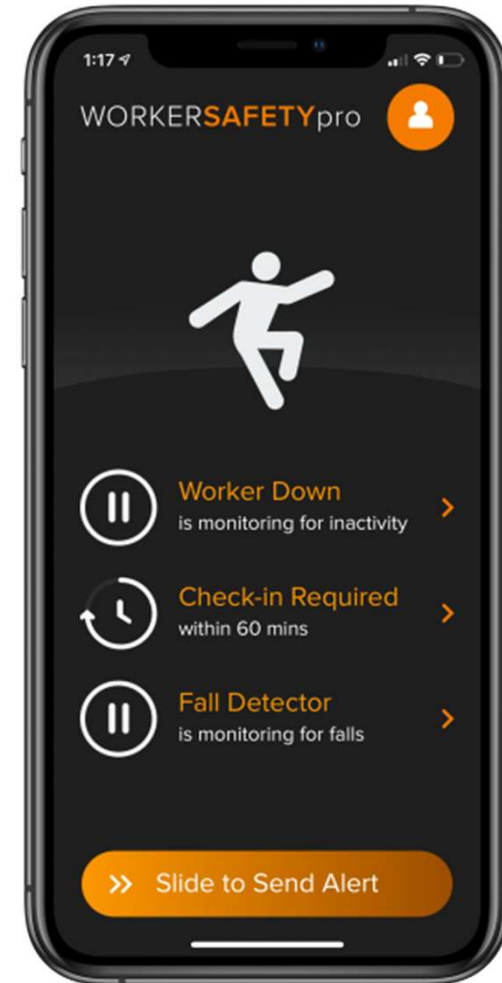 1:17
WORKERSAFETYpro
Worker Down
is monitoring for inactivity
Check-in Required
within 60 mins
Fall Detector
is monitoring for falls
Slide to Send Alert